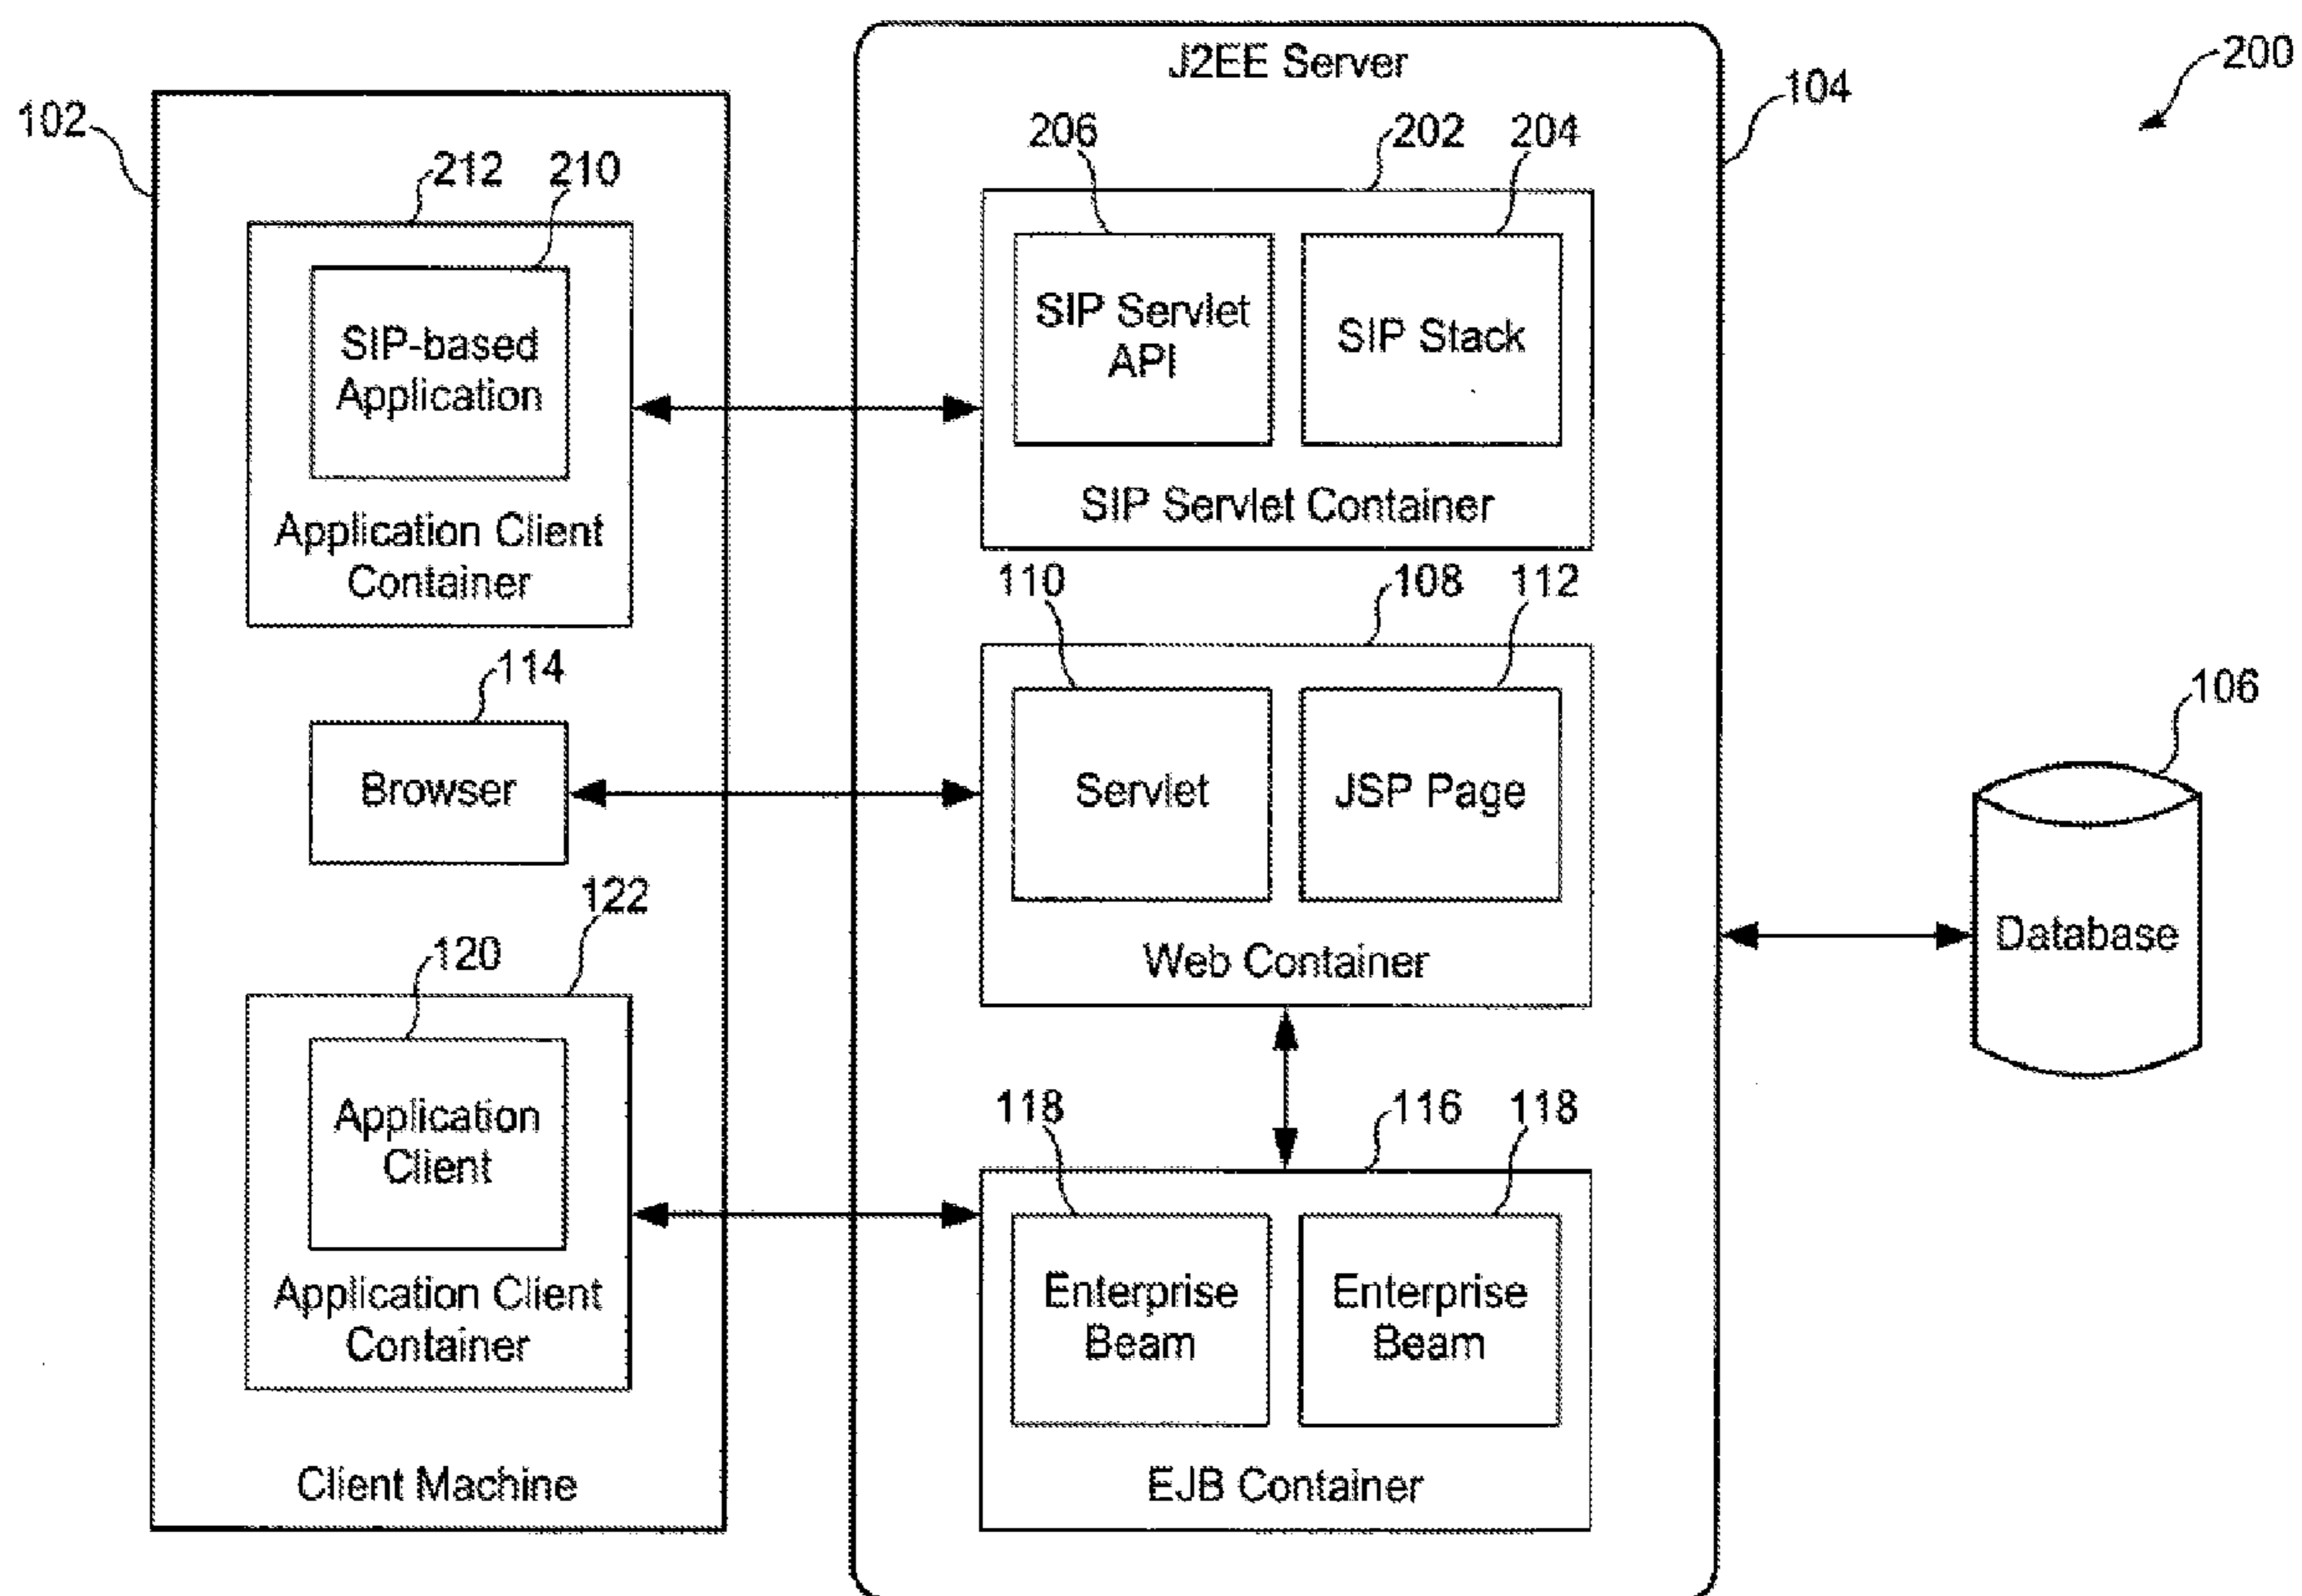 J2EE Server
200
102
104
206
202
204
212
210
SIP-based
Application
Application Client
Container
SIP Servlet
API
SIP Stack
SIP Servlet Container
114
Browser
110
108
112
Servlet
JSP Page
Web Container
106
Database
122
120
Application
Client
Application Client
Container
Client Machine
118
116
118
Enterprise
Beam
Enterprise
Beam
EJB Container